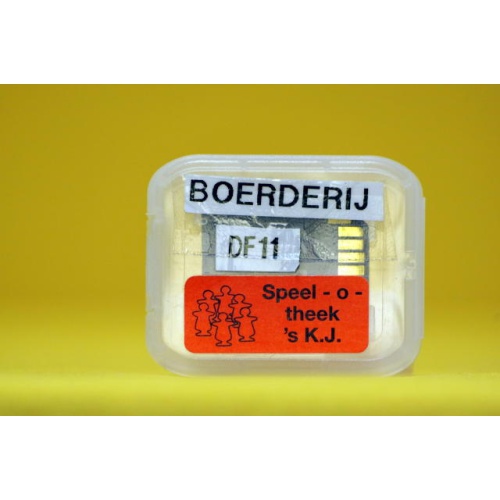 BOERDERIJ
DF11
Speel - o -
theek
's K.J.